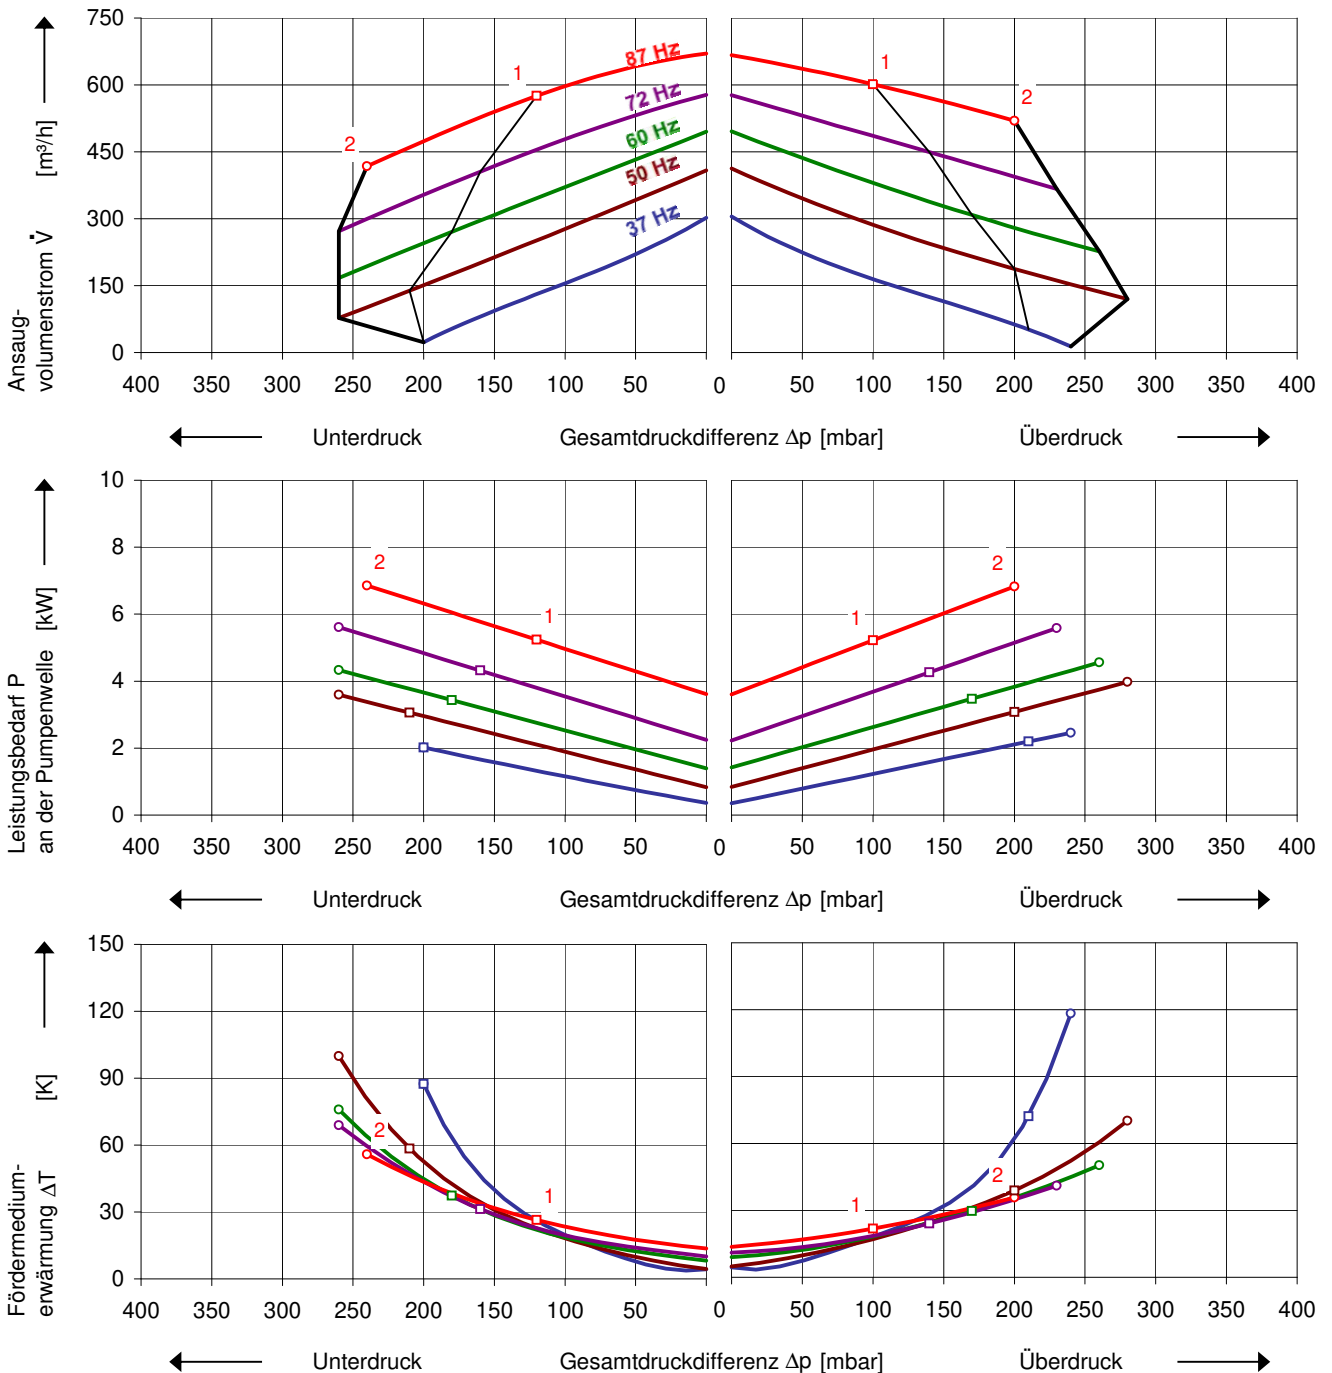 750
600
450
300
150
0
Ansaug-
volumenstrom V̇ [m³/h]
87 Hz
72 Hz
60 Hz
50 Hz
37 Hz
1
2
1
2
400 350 300 250 200 150 100 50 0 50 100 150 200 250 300 350 400
Unterdruck Gesamtdruckdifferenz Δp [mbar] Überdruck
10
8
6
4
2
0
Leistungsbedarf P
an der Pumpenwelle [kW]
2
1
1
2
400 350 300 250 200 150 100 50 0 50 100 150 200 250 300 350 400
Unterdruck Gesamtdruckdifferenz Δp [mbar] Überdruck
150
120
90
60
30
0
Fördermedium-
erwärmung ΔT [K]
2
1
1
2
400 350 300 250 200 150 100 50 0 50 100 150 200 250 300 350 400
Unterdruck Gesamtdruckdifferenz Δp [mbar] Überdruck